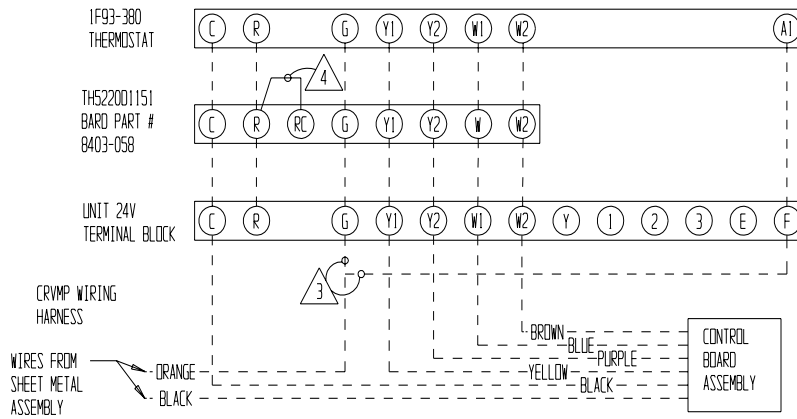 1F93-380
THERMOSTAT
C R G Y1 Y2 W1 W2 A1
4
TH5220D1151
BARD PART #
8403-058
C R RC G Y1 Y2 W W2
UNIT 24V
TERMINAL BLOCK
C R G Y1 Y2 W1 W2 Y 1 2 3 E F
3
CRVMP WIRING
HARNESS
BROWN
BLUE
PURPLE
YELLOW
BLACK
CONTROL
BOARD
ASSEMBLY
WIRES FROM
SHEET METAL
ASSEMBLY
ORANGE
BLACK